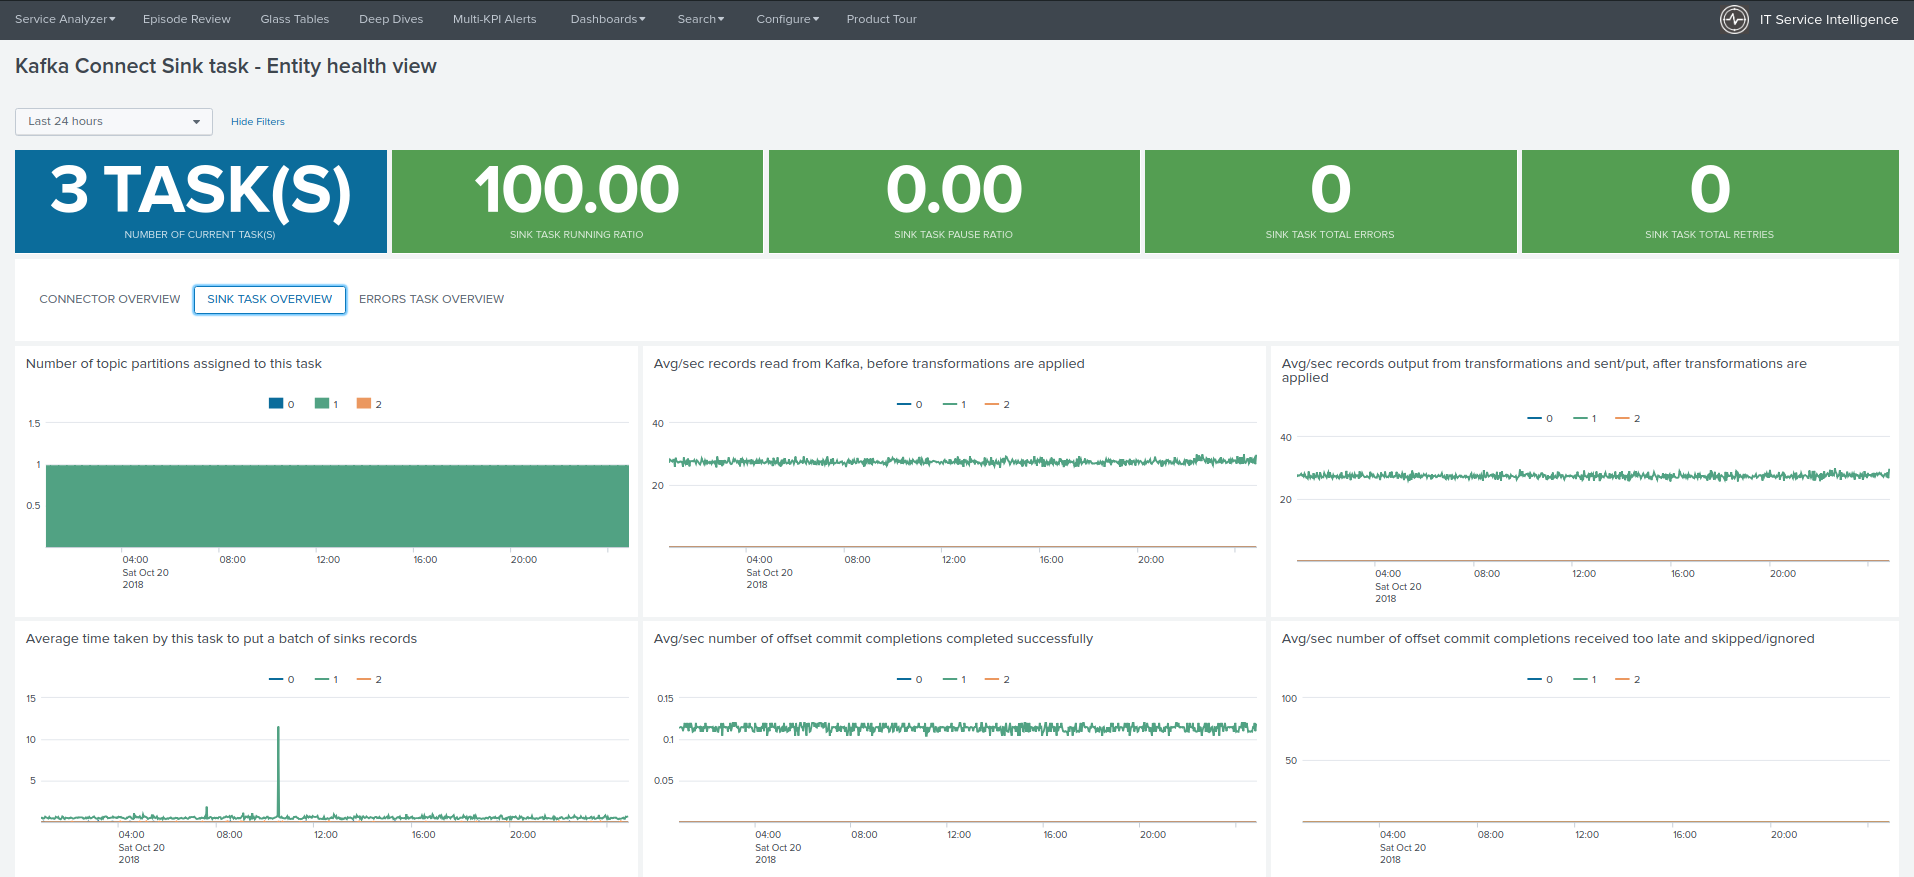 Service Analyzer Episode Review Glass Tables Deep Dives Multi-KPI Alerts Dashboards Search Configure Product Tour IT Service Intelligence
Kafka Connect Sink task - Entity health view
Last 24 hours Hide Filters
3 TASK(S)
NUMBER OF CURRENT TASK(S)
100.00
SINK TASK RUNNING RATIO
0.00
SINK TASK PAUSE RATIO
0
SINK TASK TOTAL ERRORS
0
SINK TASK TOTAL RETRIES
CONNECTOR OVERVIEW SINK TASK OVERVIEW ERRORS TASK OVERVIEW
Number of topic partitions assigned to this task
0 1 2
1.5
1
0.5
04:00 08:00 12:00 16:00 20:00
Sat Oct 20
2018
Avg/sec records read from Kafka, before transformations are applied
0 1 2
40
20
04:00 08:00 12:00 16:00 20:00
Sat Oct 20
2018
Avg/sec records output from transformations and sent/put, after transformations are
applied
0 1 2
40
20
04:00 08:00 12:00 16:00 20:00
Sat Oct 20
2018
Average time taken by this task to put a batch of sinks records
0 1 2
15
10
5
04:00 08:00 12:00 16:00 20:00
Sat Oct 20
2018
Avg/sec number of offset commit completions completed successfully
0 1 2
0.15
0.1
0.05
04:00 08:00 12:00 16:00 20:00
Sat Oct 20
2018
Avg/sec number of offset commit completions received too late and skipped/ignored
0 1 2
100
50
04:00 08:00 12:00 16:00 20:00
Sat Oct 20
2018